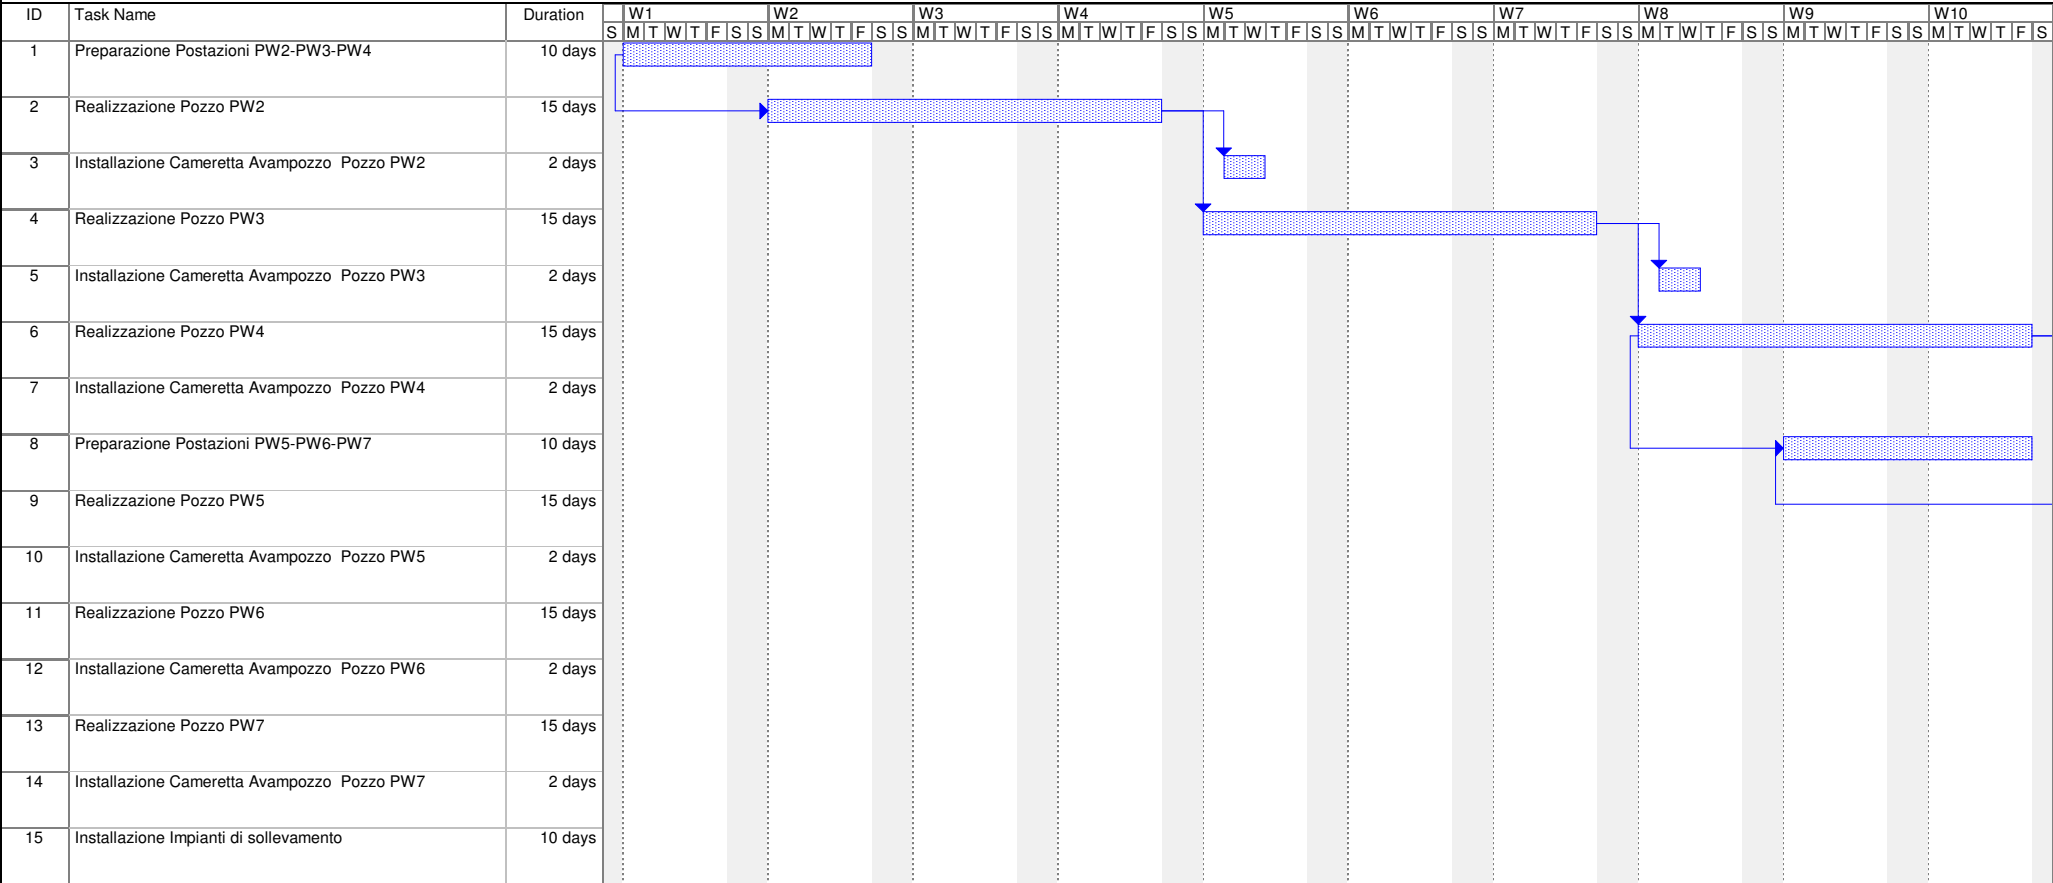 ID Task Name Duration W1 W2 W3 W4 W5 W6 W7 W8 W9 W10
S M T W T F S S M T W T F S S M T W T F S S M T W T F S S M T W T F S S M T W T F S S M T W T F S S M T W T F S S M T W T F S S M T W T F S
1 Preparazione Postazioni PW2-PW3-PW4 10 days
2 Realizzazione Pozzo PW2 15 days
3 Installazione Cameretta Avampozzo Pozzo PW2 2 days
4 Realizzazione Pozzo PW3 15 days
5 Installazione Cameretta Avampozzo Pozzo PW3 2 days
6 Realizzazione Pozzo PW4 15 days
7 Installazione Cameretta Avampozzo Pozzo PW4 2 days
8 Preparazione Postazioni PW5-PW6-PW7 10 days
9 Realizzazione Pozzo PW5 15 days
10 Installazione Cameretta Avampozzo Pozzo PW5 2 days
11 Realizzazione Pozzo PW6 15 days
12 Installazione Cameretta Avampozzo Pozzo PW6 2 days
13 Realizzazione Pozzo PW7 15 days
14 Installazione Cameretta Avampozzo Pozzo PW7 2 days
15 Installazione Impianti di sollevamento 10 days